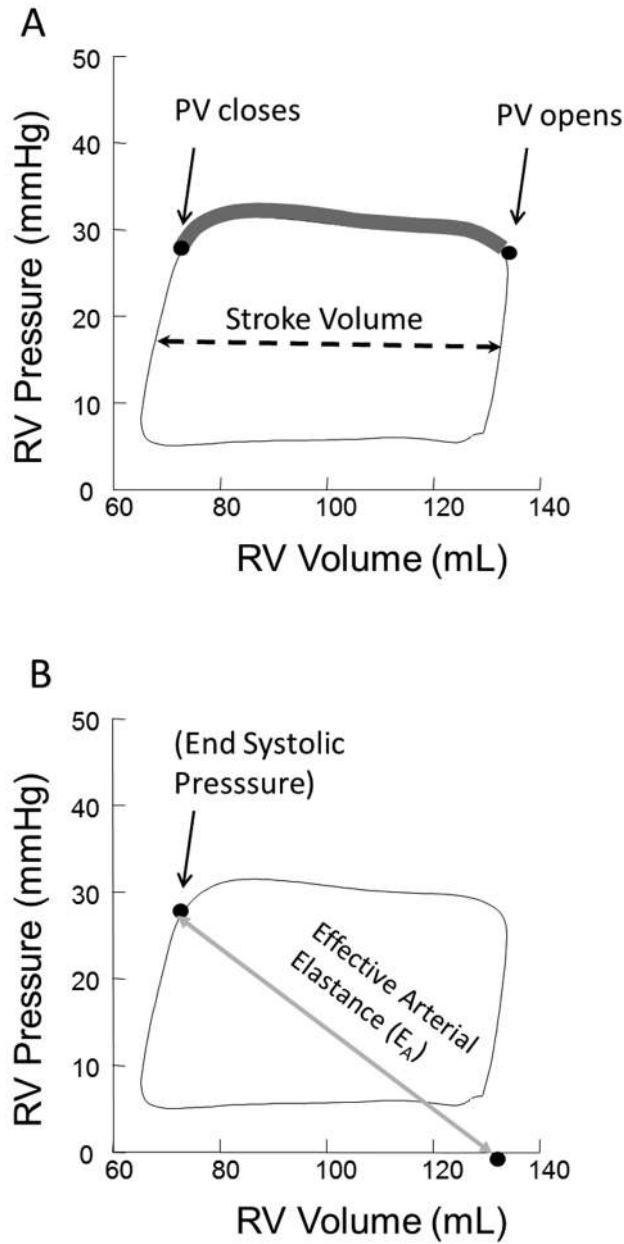 A
50
40
30
20
10
0
RV Pressure (mmHg)
PV closes
PV opens
Stroke Volume
60 80 100 120 140
RV Volume (mL)
B
50
40
30
20
10
0
RV Pressure (mmHg)
(End Systolic
Presssure)
Effective Arterial
Elastance (E_A)
60 80 100 120 140
RV Volume (mL)